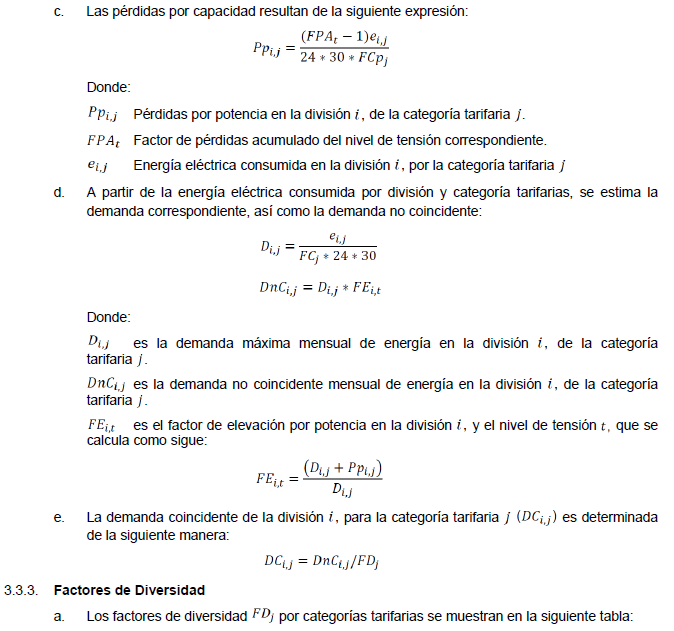 c. Las pérdidas por capacidad resultan de la siguiente expresión:
Pp_{i,j} = \frac{(FPA_t - 1)e_{i,j}}{24 * 30 * FCp_j}
Donde:
Pp_{i,j} Pérdidas por potencia en la división i, de la categoría tarifaria j.
FPA_t Factor de pérdidas acumulado del nivel de tensión correspondiente.
e_{i,j} Energía eléctrica consumida en la división i, por la categoría tarifaria j
d. A partir de la energía eléctrica consumida por división y categoría tarifarias, se estima la
demanda correspondiente, así como la demanda no coincidente:
D_{i,j} = \frac{e_{i,j}}{FC_j * 24 * 30}
DnC_{i,j} = D_{i,j} * FE_{i,t}
Donde:
D_{i,j} es la demanda máxima mensual de energía en la división i, de la categoría
tarifaria j.
DnC_{i,j} es la demanda no coincidente mensual de energía en la división i, de la categoría
tarifaria j.
FE_{i,t} es el factor de elevación por potencia en la división i, y el nivel de tensión t, que se
calcula como sigue:
FE_{i,t} = \frac{(D_{i,j} + Pp_{i,j})}{D_{i,j}}
e. La demanda coincidente de la división i, para la categoría tarifaria j (DC_{i,j}) es determinada
de la siguiente manera:
DC_{i,j} = DnC_{i,j}/FD_j
3.3.3. Factores de Diversidad
a. Los factores de diversidad FD_j por categorías tarifarias se muestran en la siguiente tabla: